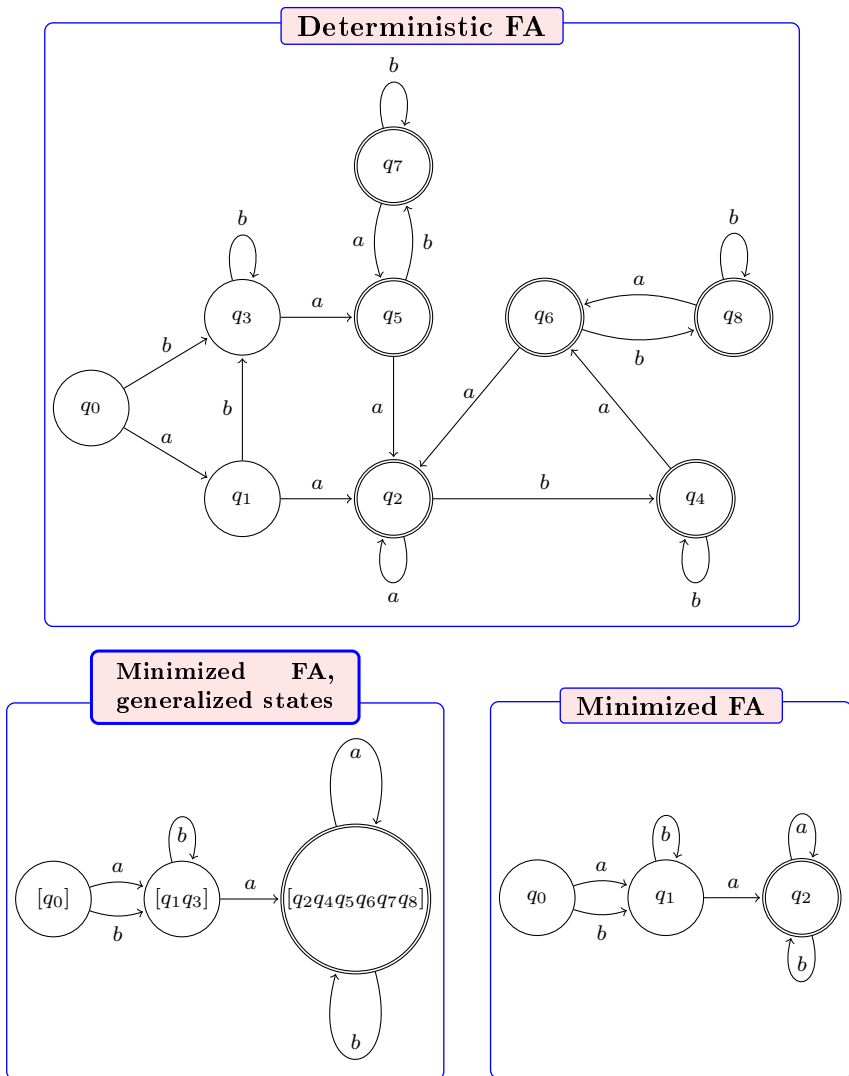 Deterministic FA
b
q7
a
b
b
q3
a
q5
q6
a
b
b
q8
b
q0
a
b
a
a
a
q1
a
q2
b
q4
a
b
Minimized FA,
generalized states
a
[q0]
a
b
b
[q1q3]
a
[q2q4q5q6q7q8]
b
Minimized FA
q0
a
b
b
q1
a
a
q2
b